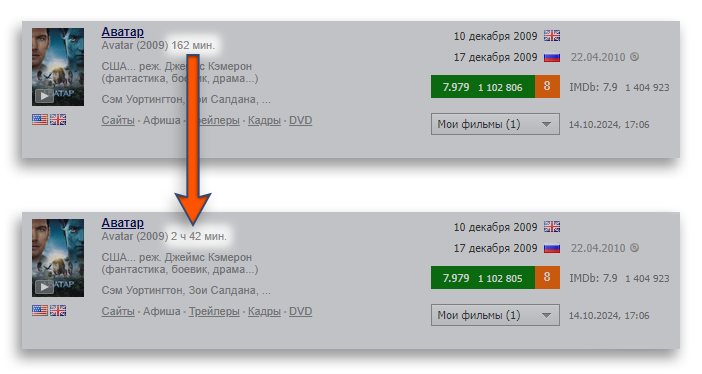 Аватар
Avatar (2009) 162 мин.
США... реж. Джеймс Кэмерон
(фантастика, боевик, драма...)
Сэм Уортингтон, Зои Салдана, ...
Сайты · Афиша · Трейлеры · Кадры · DVD
10 декабря 2009
17 декабря 2009 22.04.2010
7.979 1 102 806 8 IMDb: 7.9 1 404 923
Мои фильмы (1) 14.10.2024, 17:06
Аватар
Avatar (2009) 2 ч 42 мин.
США... реж. Джеймс Кэмерон
(фантастика, боевик, драма...)
Сэм Уортингтон, Зои Салдана, ...
Сайты · Афиша · Трейлеры · Кадры · DVD
10 декабря 2009
17 декабря 2009 22.04.2010
7.979 1 102 805 8 IMDb: 7.9 1 404 923
Мои фильмы (1) 14.10.2024, 17:06